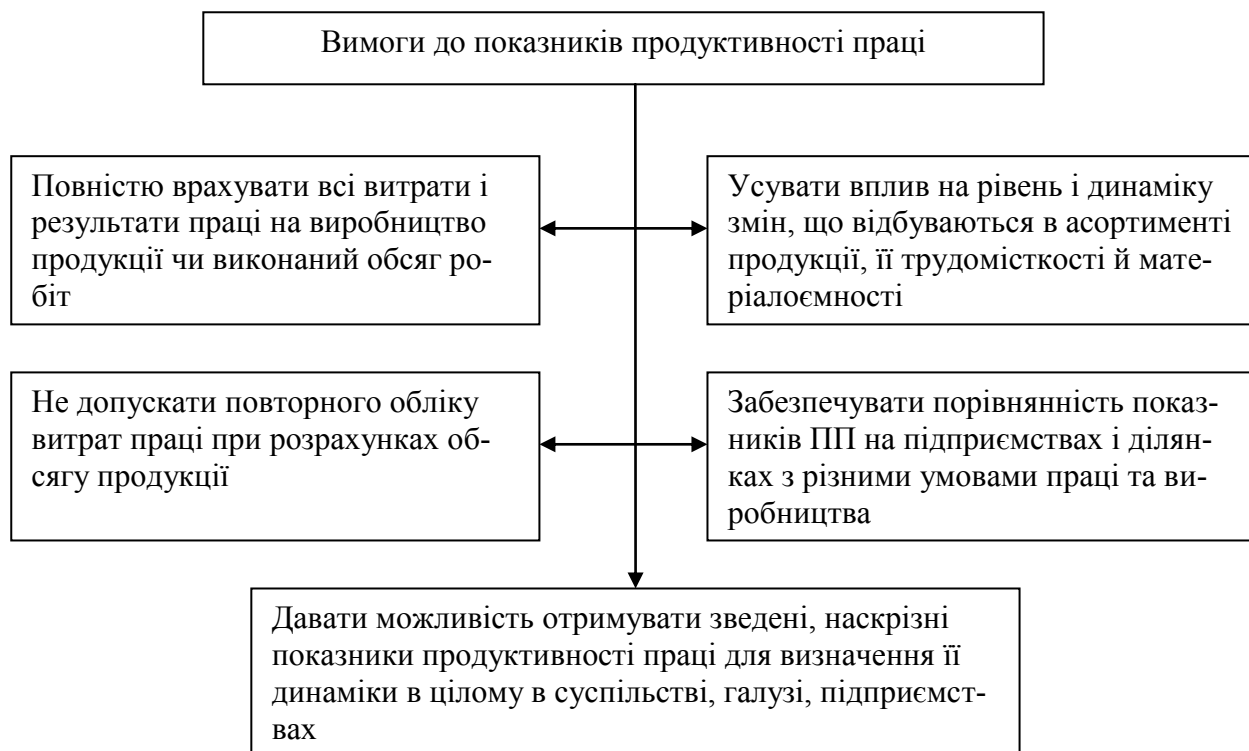 Вимоги до показників продуктивності праці
Повністю врахувати всі витрати і
результати праці на виробництво
продукції чи виконаний обсяг ро-
біт
Усувати вплив на рівень і динаміку
змін, що відбуваються в асортименті
продукції, її трудомісткості й мате-
ріалоємності
Не допускати повторного обліку
витрат праці при розрахунках об-
сягу продукції
Забезпечувати порівнянність показ-
ників ПП на підприємствах і ділян-
ках з різними умовами праці та ви-
робництва
Давати можливість отримувати зведені, наскрізні
показники продуктивності праці для визначення її
динаміки в цілому в суспільстві, галузі, підприємст-
вах